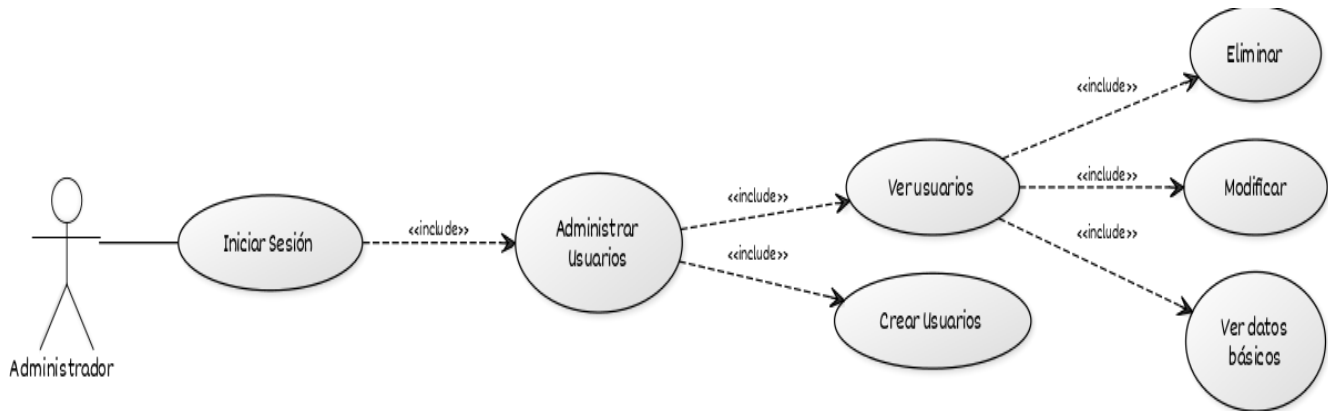 Eliminar
<<include>>
Ver usuarios
<<include>>
Modificar
<<include>>
Administrar
Usuarios
<<include>>
Iniciar Sesión
<<include>>
<<include>>
Crear Usuarios
Ver datos
básicos
Administrador